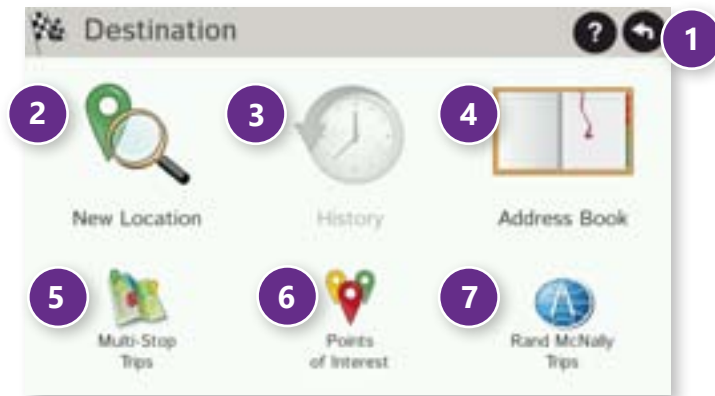 Destination
?
1
2
3
4
New Location
History
Address Book
5
6
7
Multi-Stop
Trips
Points
of Interest
Rand McNally
Trips